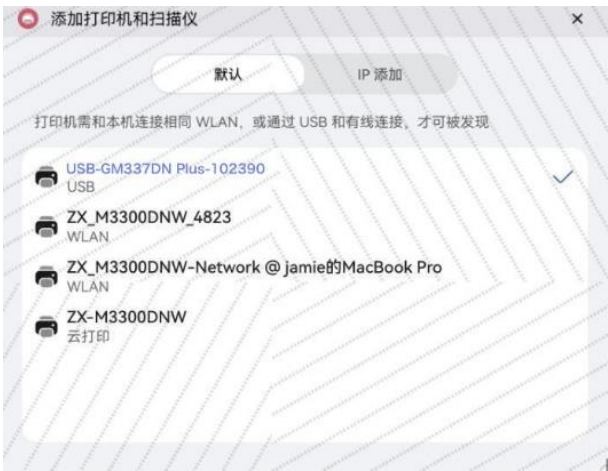 添加打印机和扫描仪
默认
IP 添加
打印机需和本机连接相同 WLAN，或通过 USB 和有线连接，才可被发现
USB-GM337DN Plus-102390
USB
ZX_M3300DNW_4823
WLAN
ZX_M3300DNW-Network @ jamie的MacBook Pro
WLAN
ZX-M3300DNW
云打印